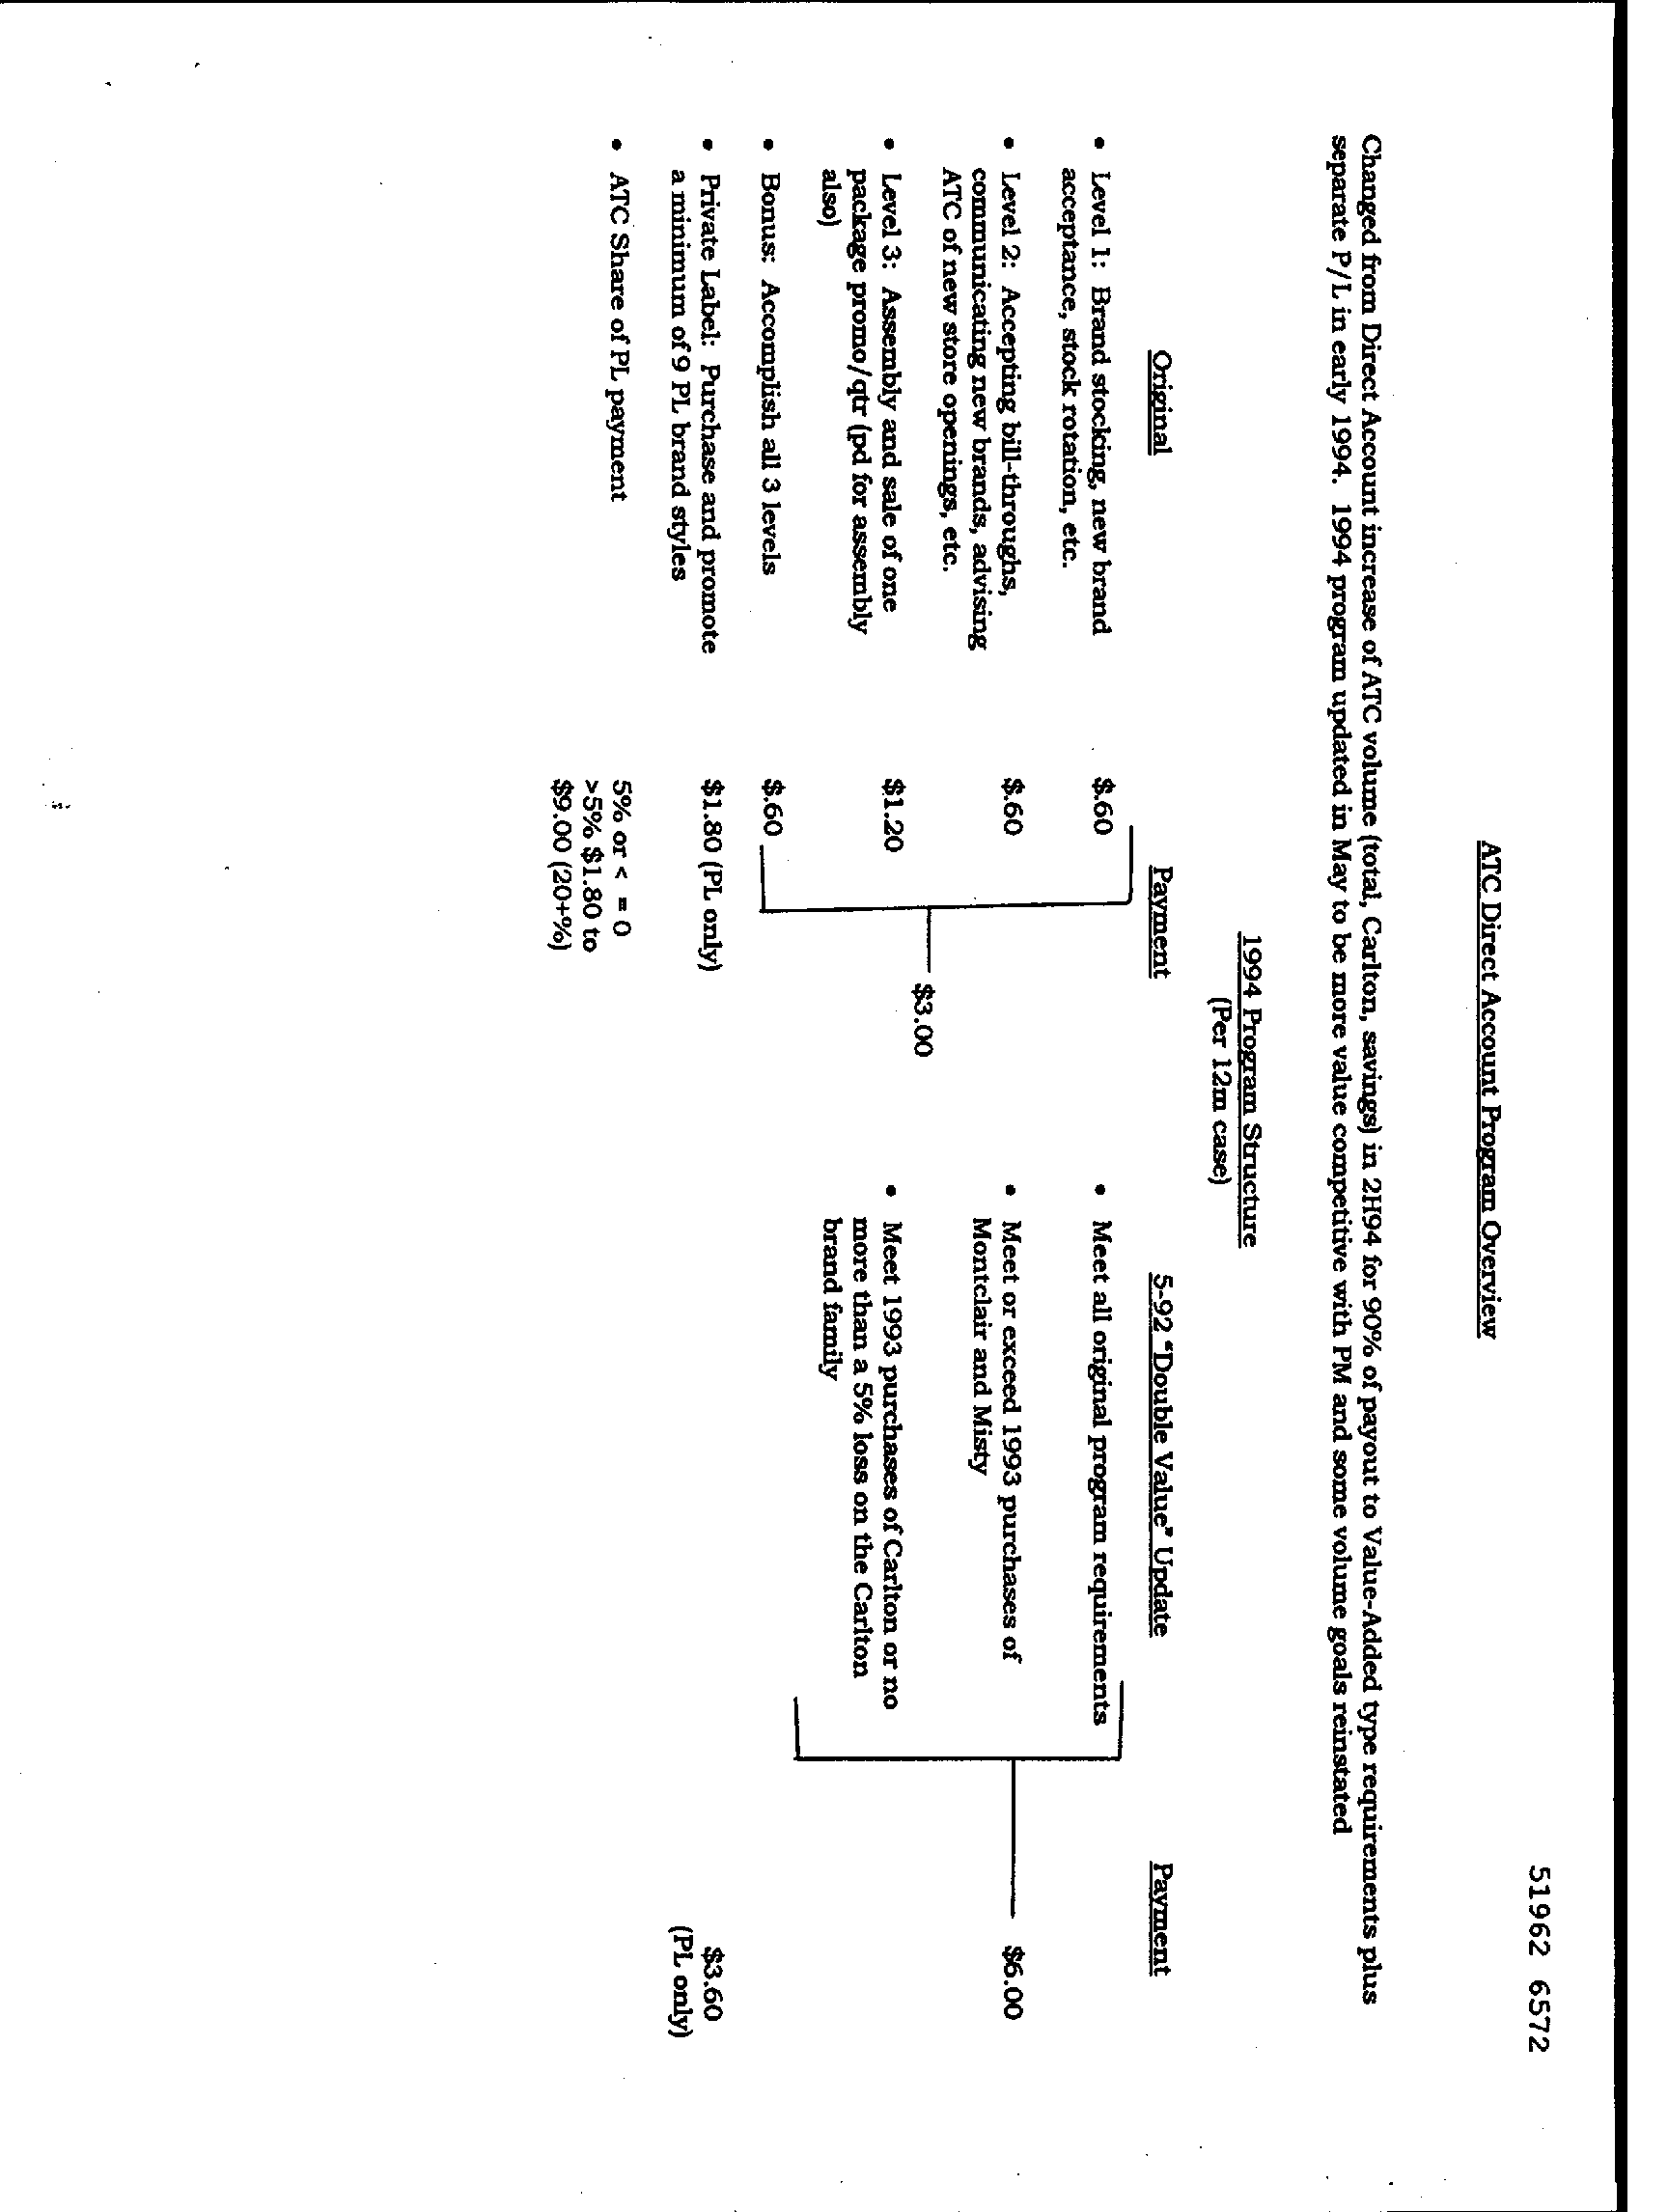 51962 6572
ATC Direct Account Program Overview
Changed from Direct Account increase of ATC volume (total, Carlton, savings) in 2H94 for 90% of payout to Value-Added type requirements plus
separate P/L in early 1994. 1994 program updated in May to be more value competitive with PM and some volume goals reinstated
1994 Program Structure
(Per 12m case)
Original
Payment
5-92 "Double Value" Update
Payment
• Level 1: Brand stocking, new brand
acceptance, stock rotation, etc.
$.60
• Level 2: Accepting bill-throughs,
communicating new brands, advising
ATC of new store openings, etc.
$.60
• Level 3: Assembly and sale of one
package promo/qtr (pd for assembly
also)
$1.20
• Bonus: Accomplish all 3 levels
$.60
$3.00
• Private Label: Purchase and promote
a minimum of 9 PL brand styles
$1.80 (PL only)
• ATC Share of PL payment
5% or < = 0
>5% $1.80 to
$9.00 (20+%)
• Meet all original program requirements
• Meet or exceed 1993 purchases of
Montclair and Misty
• Meet 1993 purchases of Carlton or no
more than a 5% loss on the Carlton
brand family
$6.00
$3.60
(PL only)